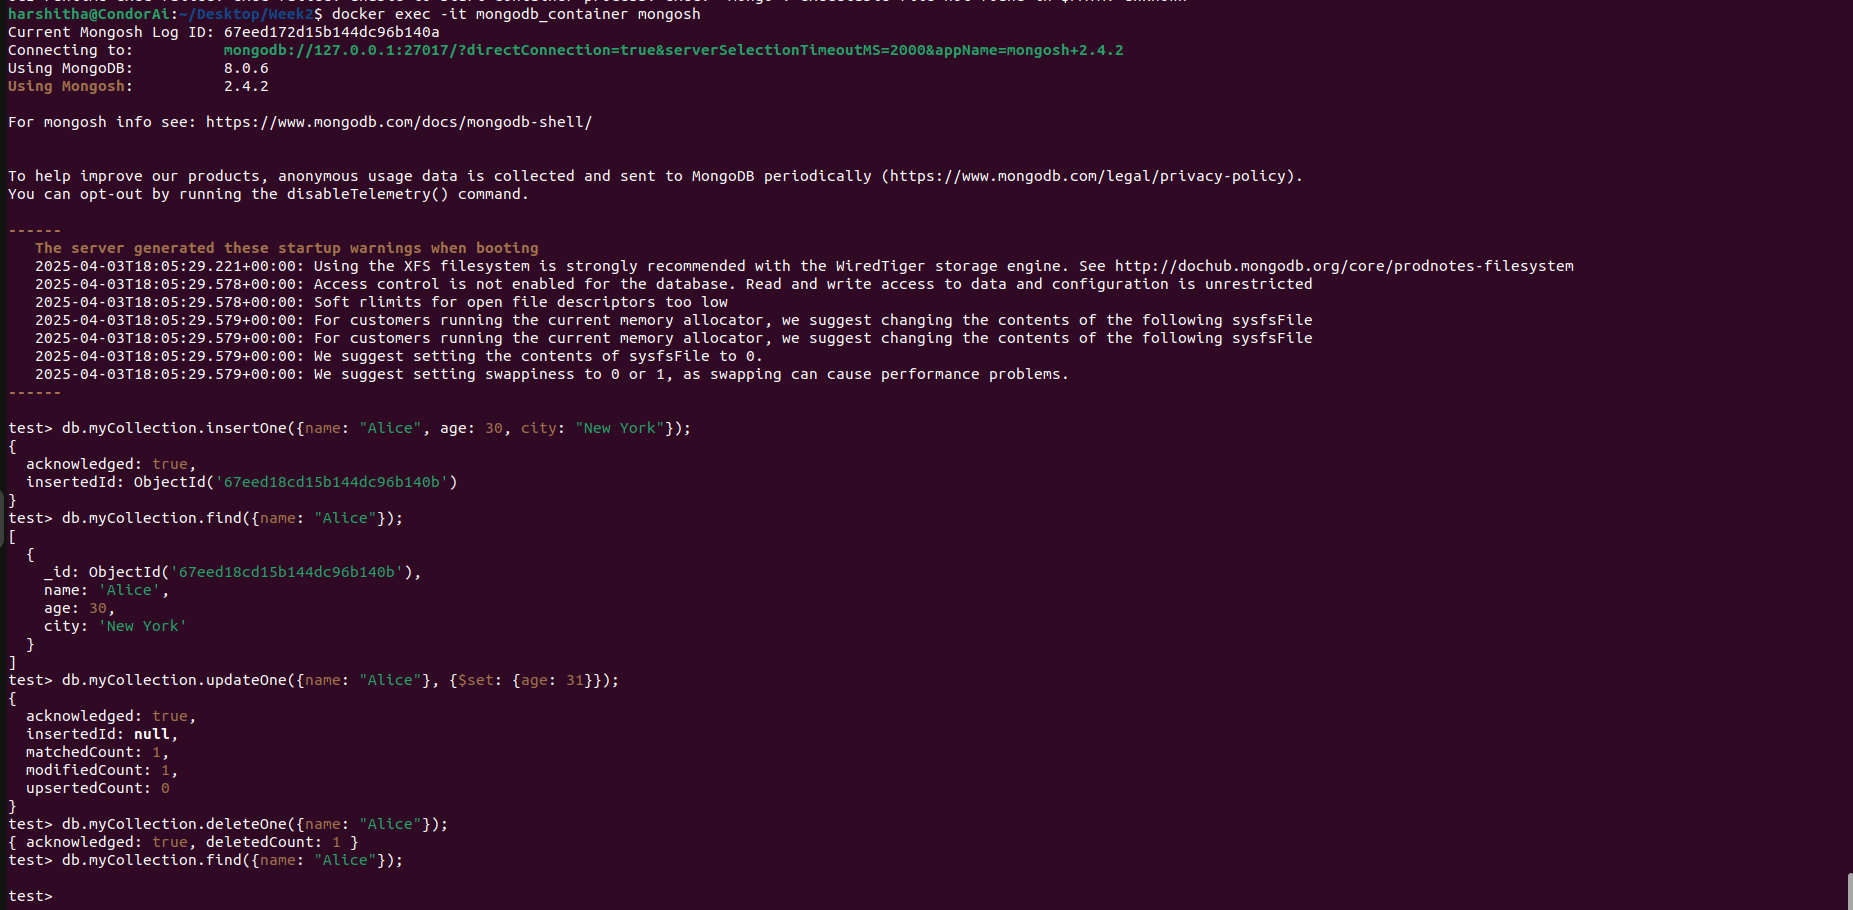 harshitha@CondorAi:~/Desktop/Week2$ docker exec -it mongodb_container mongosh
Current Mongosh Log ID: 67eed172d15b144dc96b140a
Connecting to:          mongodb://127.0.0.1:27017/?directConnection=true&serverSelectionTimeoutMS=2000&appName=mongosh+2.4.2
Using MongoDB:          8.0.6
Using Mongosh:          2.4.2

For mongosh info see: https://www.mongodb.com/docs/mongodb-shell/


To help improve our products, anonymous usage data is collected and sent to MongoDB periodically (https://www.mongodb.com/legal/privacy-policy).
You can opt-out by running the disableTelemetry() command.

------
   The server generated these startup warnings when booting
   2025-04-03T18:05:29.221+00:00: Using the XFS filesystem is strongly recommended with the WiredTiger storage engine. See http://dochub.mongodb.org/core/prodnotes-filesystem
   2025-04-03T18:05:29.578+00:00: Access control is not enabled for the database. Read and write access to data and configuration is unrestricted
   2025-04-03T18:05:29.578+00:00: Soft rlimits for open file descriptors too low
   2025-04-03T18:05:29.579+00:00: For customers running the current memory allocator, we suggest changing the contents of the following sysfsFile
   2025-04-03T18:05:29.579+00:00: For customers running the current memory allocator, we suggest changing the contents of the following sysfsFile
   2025-04-03T18:05:29.579+00:00: We suggest setting the contents of sysfsFile to 0.
   2025-04-03T18:05:29.579+00:00: We suggest setting swappiness to 0 or 1, as swapping can cause performance problems.
------

test> db.myCollection.insertOne({name: "Alice", age: 30, city: "New York"});
{
  acknowledged: true,
  insertedId: ObjectId('67eed18cd15b144dc96b140b')
}
test> db.myCollection.find({name: "Alice"});
[
  {
    _id: ObjectId('67eed18cd15b144dc96b140b'),
    name: 'Alice',
    age: 30,
    city: 'New York'
  }
]
test> db.myCollection.updateOne({name: "Alice"}, {$set: {age: 31}});
{
  acknowledged: true,
  insertedId: null,
  matchedCount: 1,
  modifiedCount: 1,
  upsertedCount: 0
}
test> db.myCollection.deleteOne({name: "Alice"});
{ acknowledged: true, deletedCount: 1 }
test> db.myCollection.find({name: "Alice"});

test>